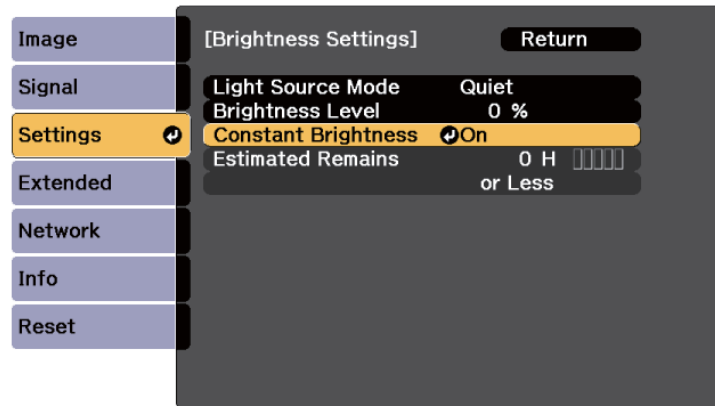 Image
Signal
Settings
Extended
Network
Info
Reset
[Brightness Settings] Return
Light Source Mode Quiet
Brightness Level 0 %
Constant Brightness On
Estimated Remains 0 H
or Less